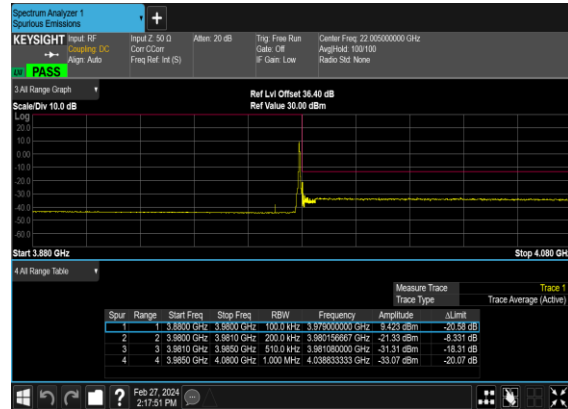 Spectrum Analyzer 1
Spurious Emissions
+
KEYSIGHT Input: RF Input Z: 50 Ω Atten: 20 dB Trig: Free Run Center Freq: 22.005000000 GHz
Coupling: DC Corr CCorr Gate: Off Avg|Hold: 100/100
Align: Auto Freq Ref: Int (S) IF Gain: Low Radio Std: None
PASS
3 All Range Graph
Ref Lvl Offset 36.40 dB
Scale/Div 10.0 dB Ref Value 30.00 dBm
Log
20.0
10.0
0.00
-10.0
-20.0
-30.0
-40.0
-50.0
-60.0
Start 3.880 GHz Stop 4.080 GHz
4 All Range Table
Measure Trace Trace 1
Trace Type Trace Average (Active)
Spur Range Start Freq Stop Freq RBW Frequency Amplitude ΔLimit
1 1 3.8800 GHz 3.9800 GHz 100.0 kHz 3.979000000 GHz 9.423 dBm -20.58 dB
2 2 3.9800 GHz 3.9810 GHz 200.0 kHz 3.980156667 GHz -21.33 dBm -8.331 dB
3 3 3.9810 GHz 3.9850 GHz 510.0 kHz 3.981080000 GHz -31.31 dBm -18.31 dB
4 4 3.9850 GHz 4.0800 GHz 1.000 MHz 4.038833333 GHz -33.07 dBm -20.07 dB
? Feb 27, 2024
2:17:51 PM